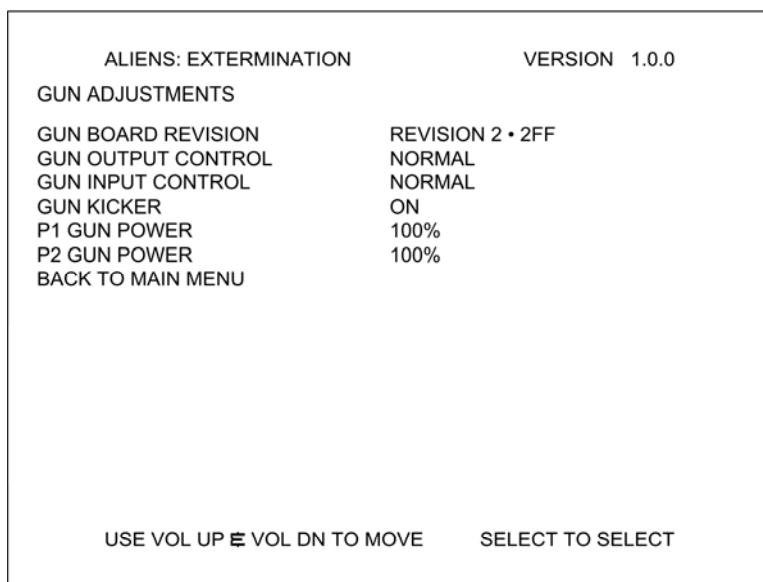 ALIENS: EXTERMINATION VERSION 1.0.0
GUN ADJUSTMENTS
GUN BOARD REVISION REVISION 2 • 2FF
GUN OUTPUT CONTROL NORMAL
GUN INPUT CONTROL NORMAL
GUN KICKER ON
P1 GUN POWER 100%
P2 GUN POWER 100%
BACK TO MAIN MENU
USE VOL UP & VOL DN TO MOVE SELECT TO SELECT